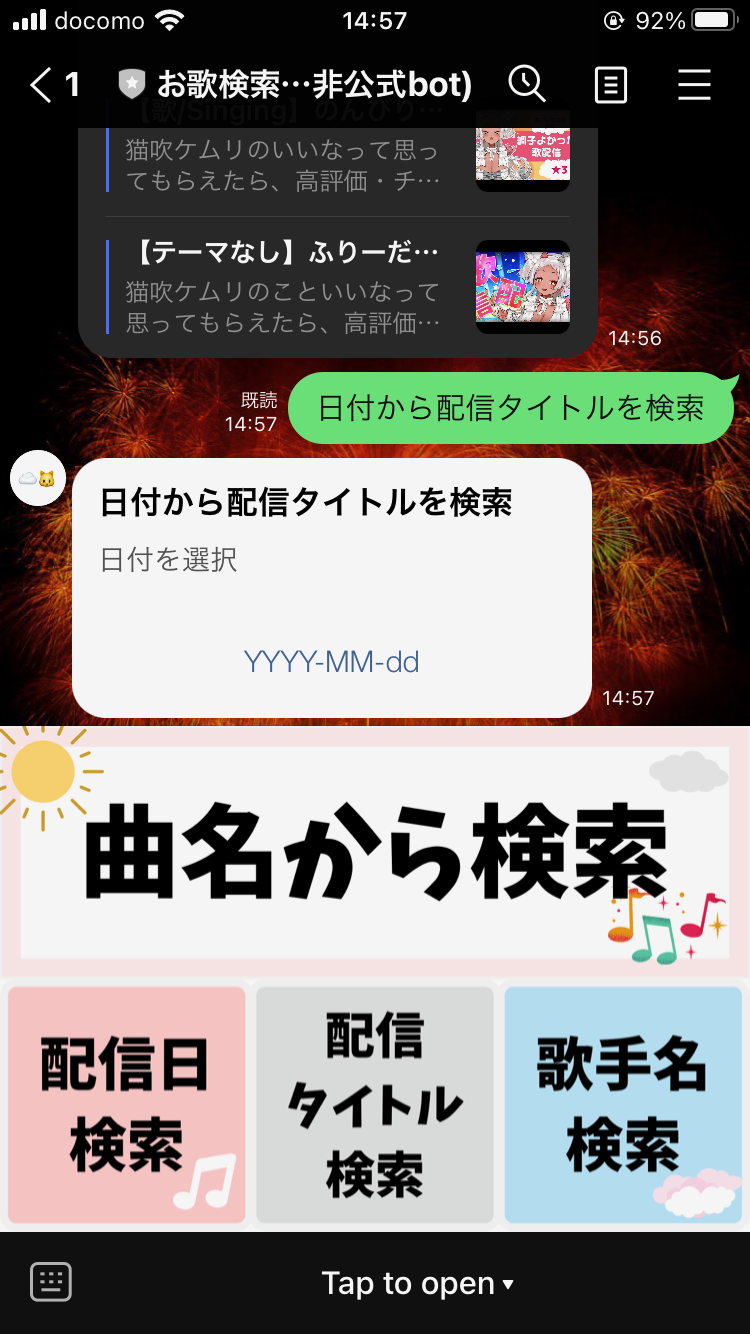 docomo 14:57 92%
1 お歌検索…非公式bot)
【歌/Singing】のんびり…
猫吹ケムリのいいなって思っ
てもらえたら、高評価・チ…
調子よかった
歌配信
★3
【テーマなし】ふりーだ…
猫吹ケムリのこといいなって
思ってもらえたら、高評価…
歌配信
14:56
既読
14:57
日付から配信タイトルを検索
日付から配信タイトルを検索
日付を選択
YYYY-MM-dd
14:57
曲名から検索
配信日
検索
配信
タイトル
検索
歌手名
検索
Tap to open